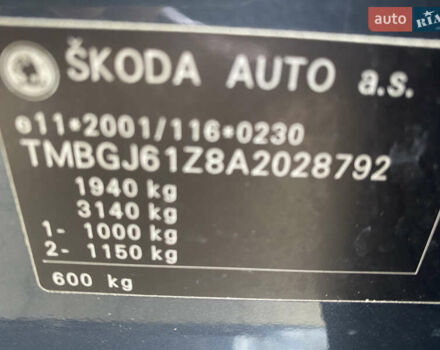 auto RIA
ŠKODA AUTO a.s.
e11*2001/116*0230
TMBGJ61Z8A2028792
1940 kg
3140 kg
1- 1000 kg
2- 1150 kg
600 kg